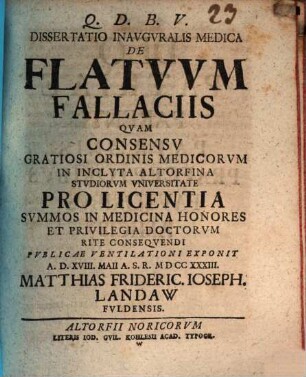 Q. D. B. V.
23
DISSERTATIO INAVGVRALIS MEDICA
DE
FLATVVM
FALLACIIS
QVAM
CONSENSV
GRATIOSI ORDINIS MEDICORVM
IN INCLYTA ALTORFINA
STVDIORVM VNIVERSITATE
PRO LICENTIA
SVMMOS IN MEDICINA HONORES
ET PRIVILEGIA DOCTORVM
RITE CONSEQVENDI
PVBLICAE VENTILATIONI EXPONIT
A. D. XVIII. MAII A. S. R. MDCCXXXIII.
MATTHIAS FRIDERIC. IOSEPH.
LANDAW
FVLDENSIS.
ALTORFII NORICORVM
LITERIS IOD. GVIL. KOHLESII ACAD. TYPOGR.